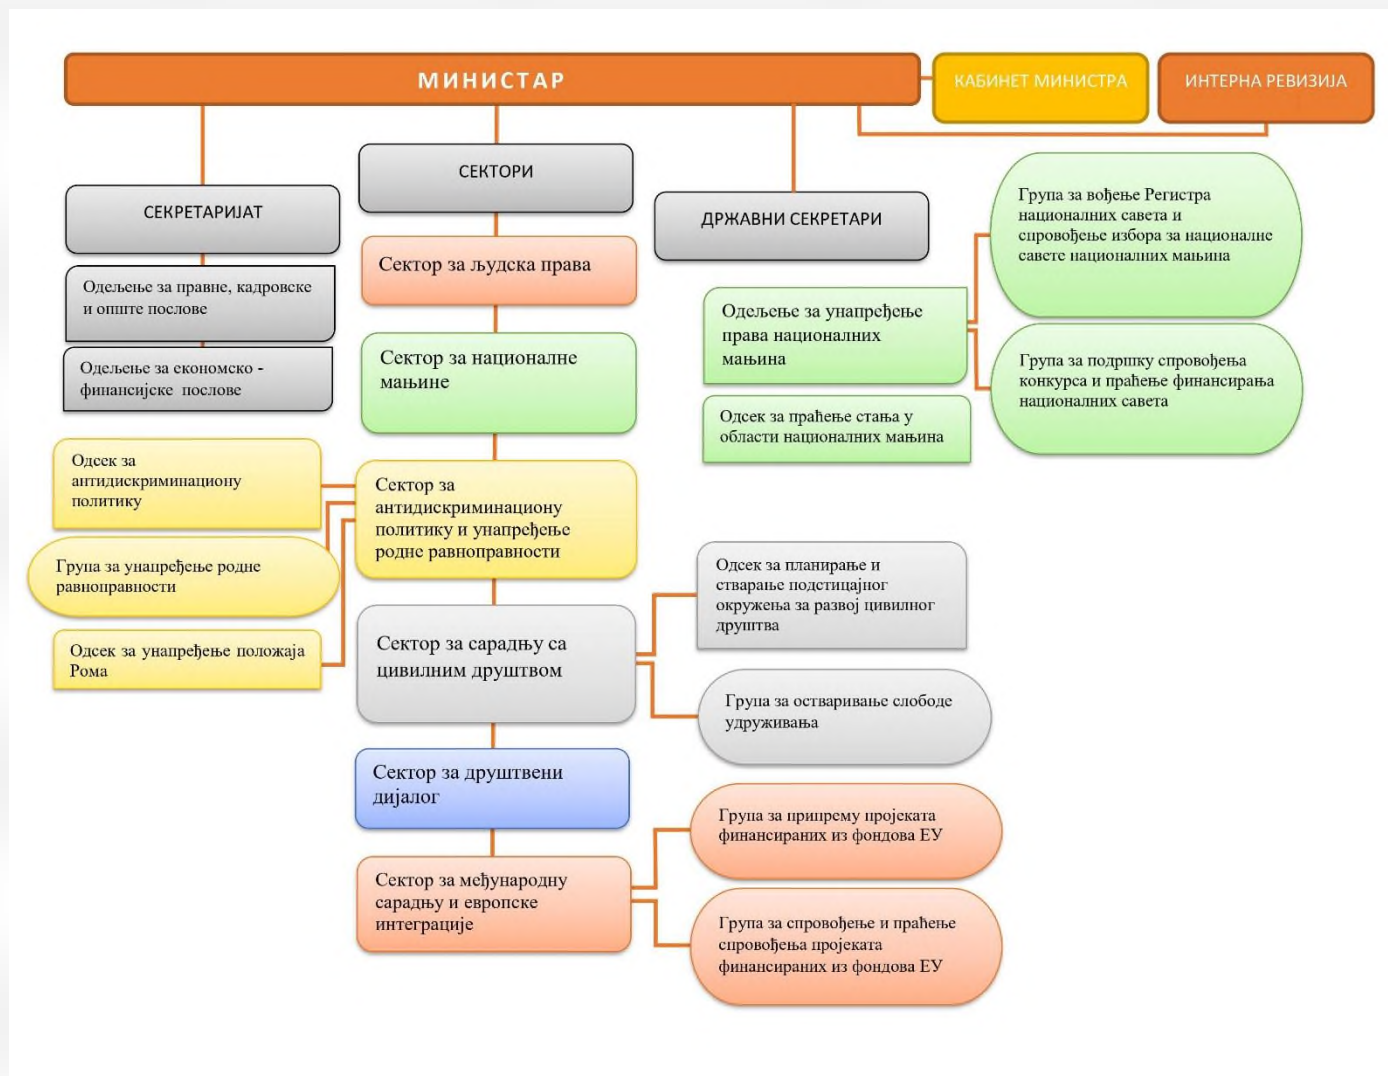 МИНИСТАР
КАБИНЕТ МИНИСТРА
ИНТЕРНА РЕВИЗИЈА
СЕКРЕТАРИЈАТ
Одељење за правне, кадровске
и опште послове
Одељење за економско -
финансијске послове
СЕКТОРИ
Сектор за људска права
Сектор за националне
мањине
Сектор за
антидискриминациону
политику и унапређење
родне равноправности
Одсек за
антидискриминациону
политику
Група за унапређење родне
равноправности
Одсек за унапређење положаја
Рома
Сектор за сарадњу са
цивилним друштвом
Сектор за друштвени
дијалог
Сектор за међународну
сарадњу и европске
интеграције
ДРЖАВНИ СЕКРЕТАРИ
Одељење за унапређење
права националних
мањина
Одсек за праћење стања у
области националних мањина
Група за вођење Регистра
националних савета и
спровођење избора за националне
савете националних мањина
Група за подршку спровођења
конкурса и праћење финансирања
националних савета
Одсек за планирање и
стварање подстицајног
окружења за развој цивилног
друштва
Група за остваривање слободе
удруживања
Група за припрему пројеката
финансираних из фондова ЕУ
Група за спровођење и праћење
спровођења пројеката
финансираних из фондова ЕУ